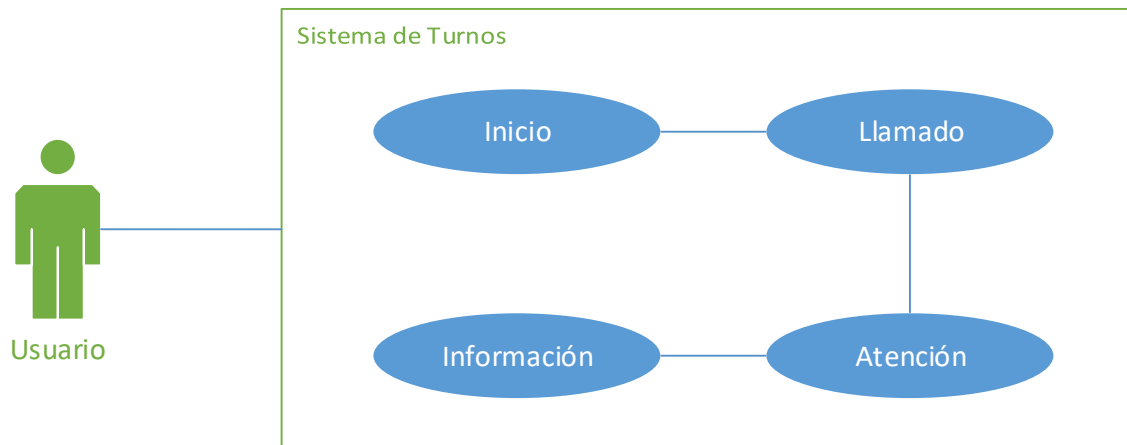 Sistema de Turnos
Inicio
Llamado
Usuario
Información
Atención